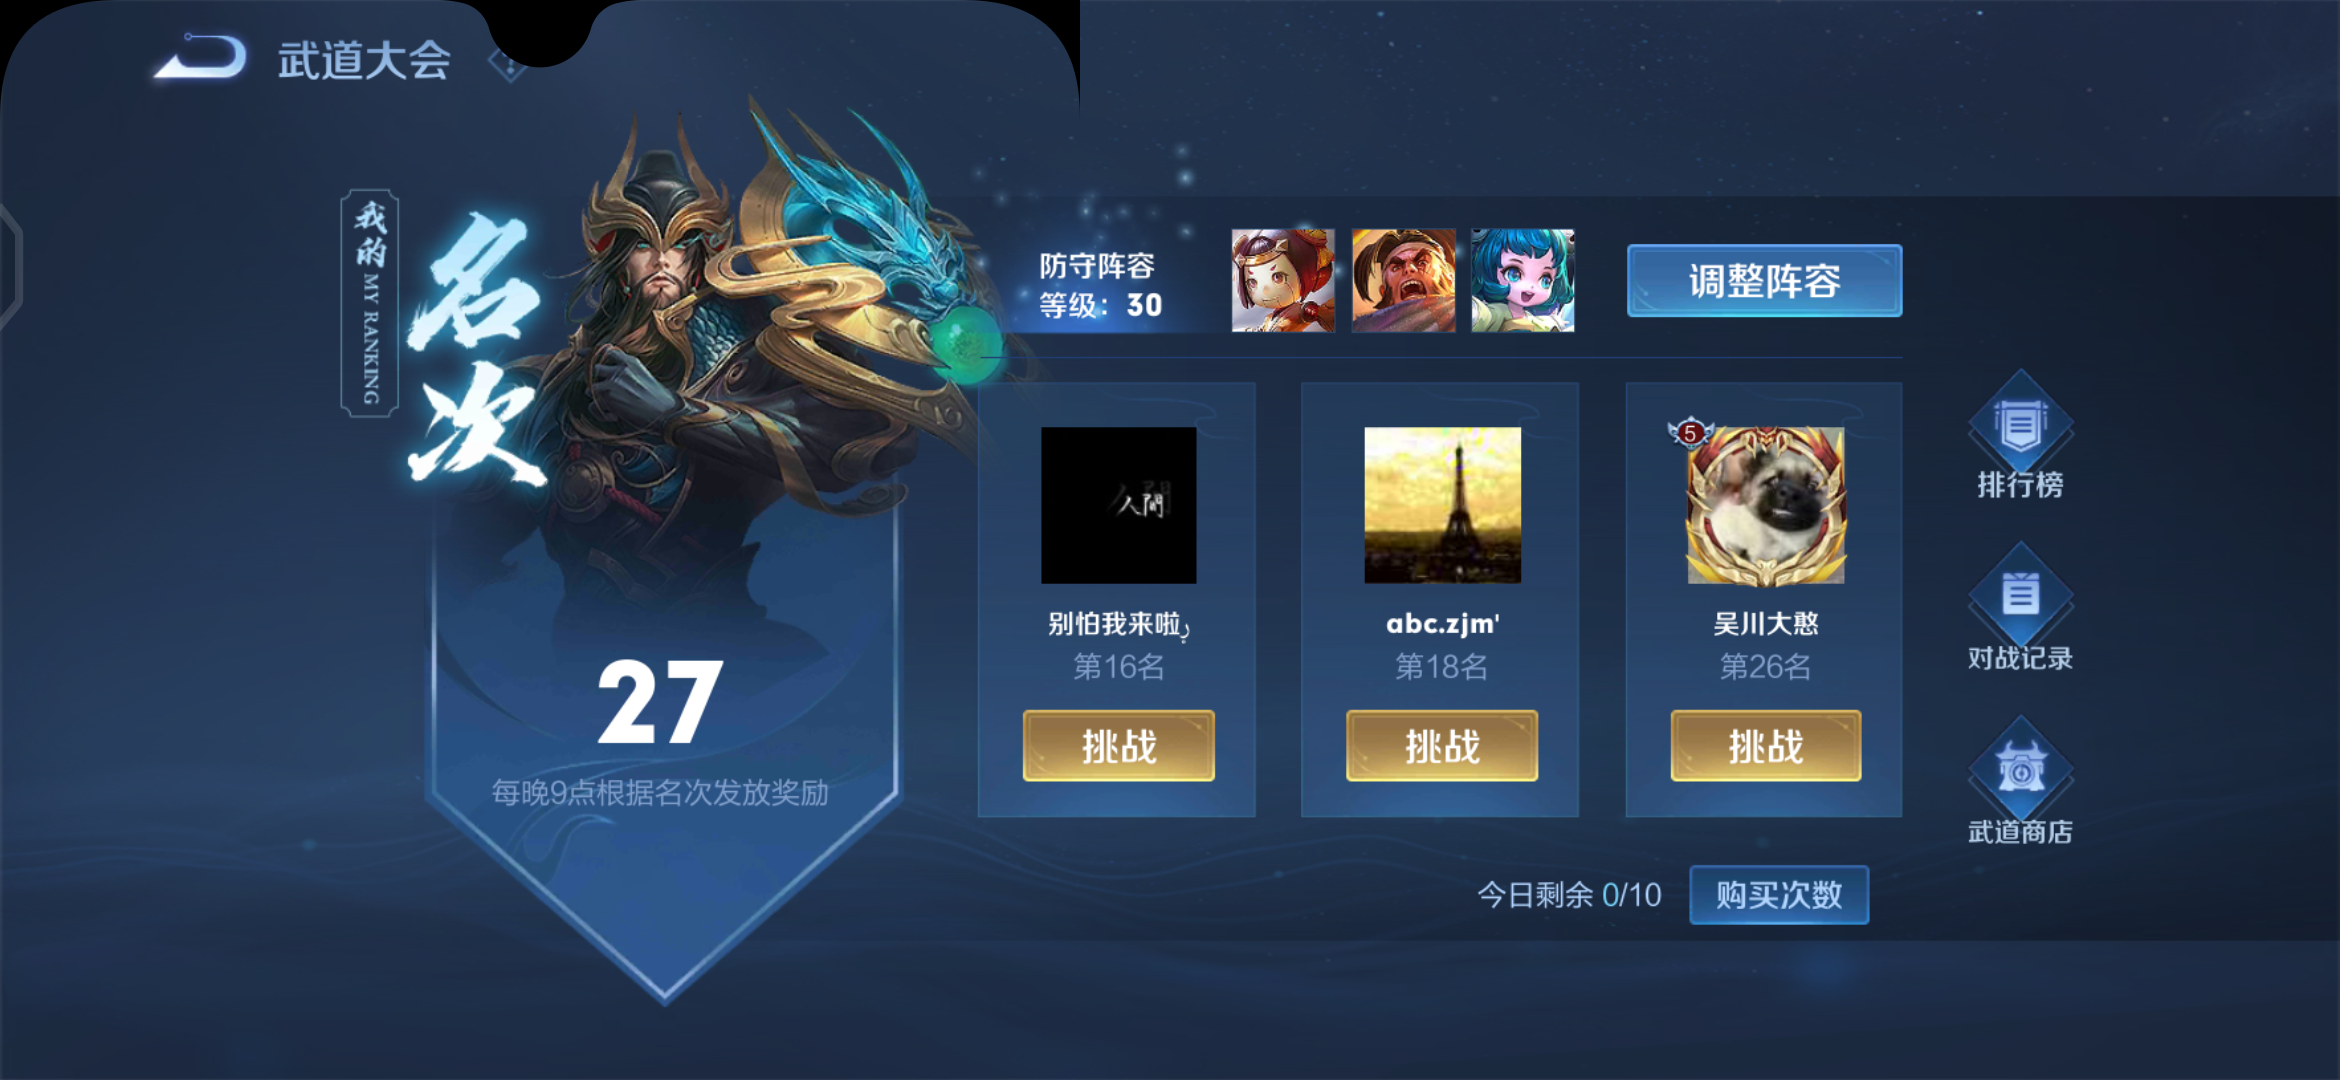 武道大会
我的 MY RANKING
名次
27
每晚9点根据名次发放奖励
防守阵容
等级：30
调整阵容
人間
别怕我来啦
第16名
挑战
abc.zjm'
第18名
挑战
5
吴川大憨
第26名
挑战
今日剩余 0/10
购买次数
排行榜
对战记录
武道商店